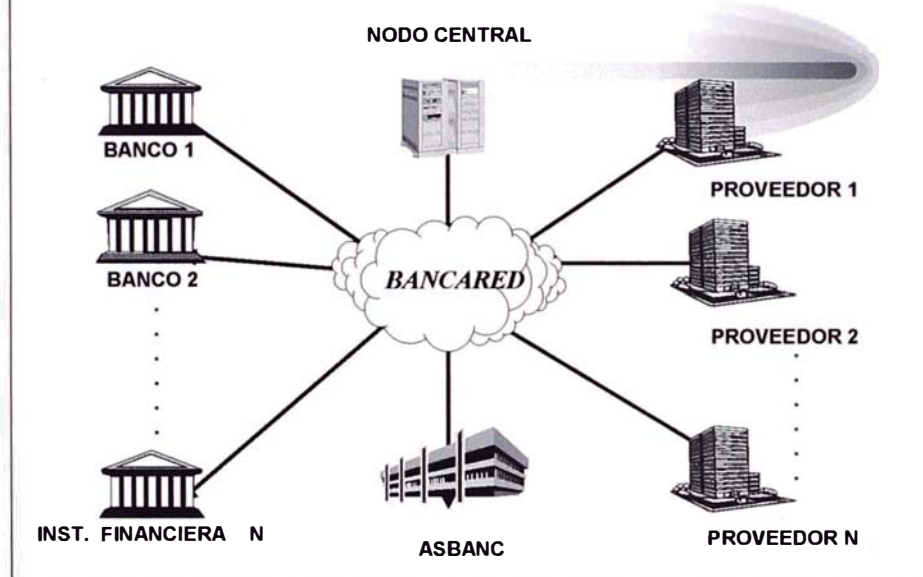 NODO CENTRAL
BANCO 1
PROVEEDOR 1
BANCO 2
BANCARED
PROVEEDOR 2
INST. FINANCIERA N
ASBANC
PROVEEDOR N